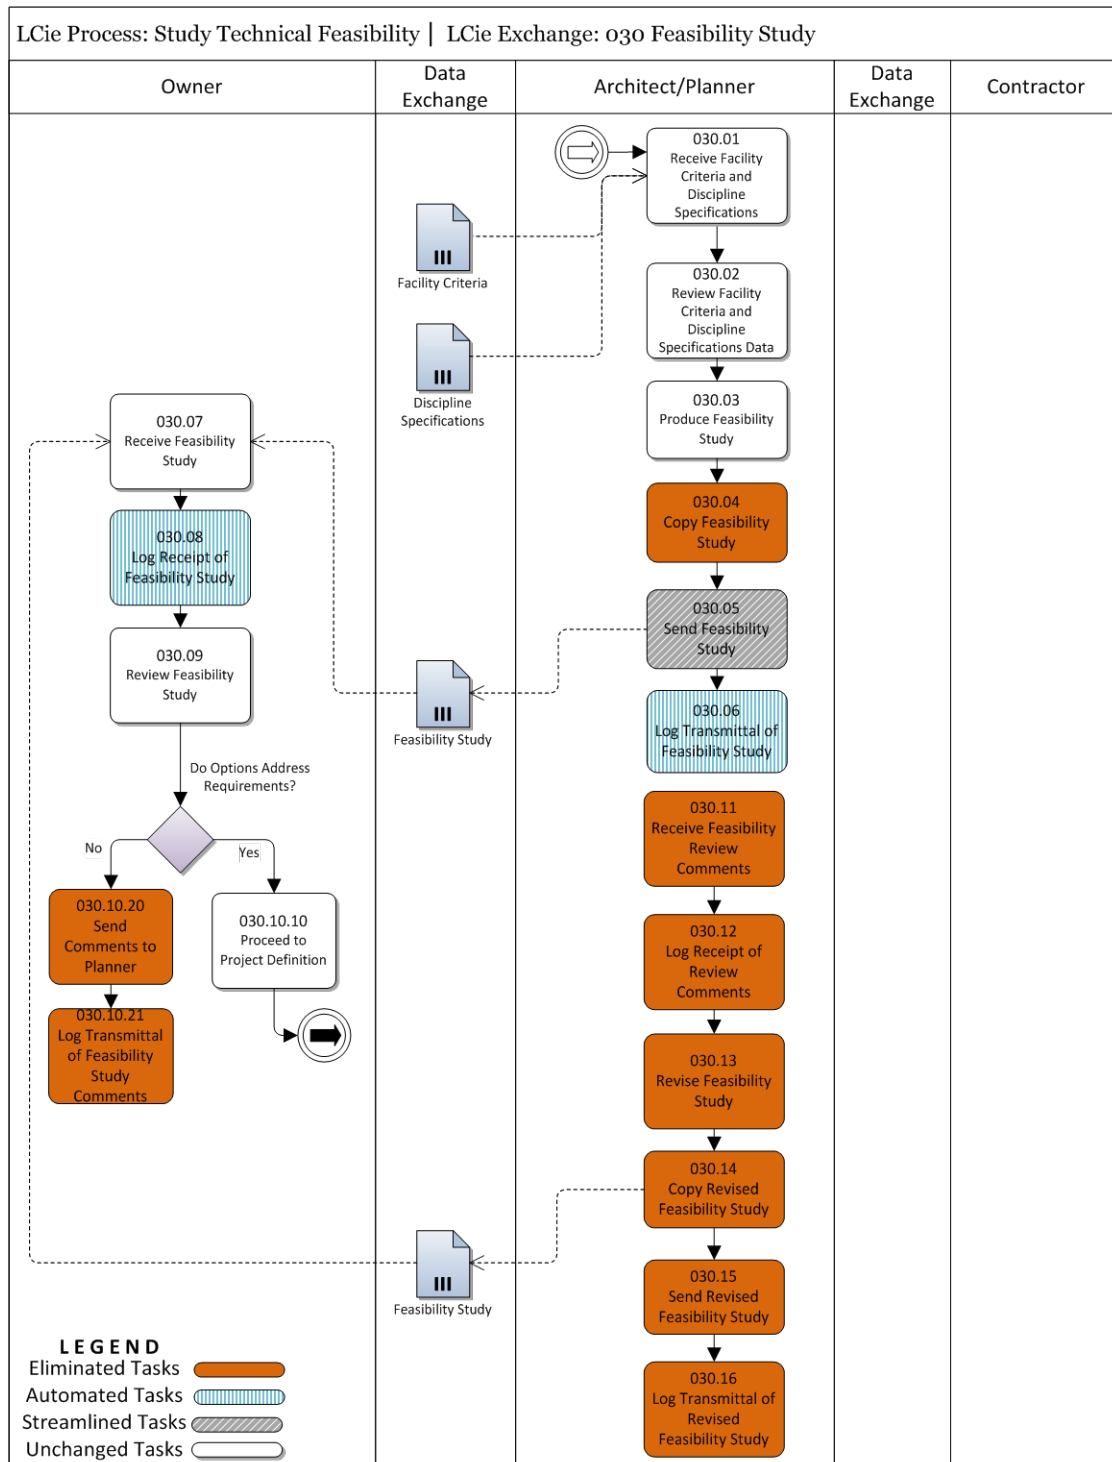 LCie Process: Study Technical Feasibility | LCie Exchange: 030 Feasibility Study
Owner
Data
Exchange
Architect/Planner
Data
Exchange
Contractor
030.01
Receive Facility
Criteria and
Discipline
Specifications
Facility Criteria
030.02
Review Facility
Criteria and
Discipline
Specifications Data
Discipline
Specifications
030.03
Produce Feasibility
Study
030.07
Receive Feasibility
Study
030.04
Copy Feasibility
Study
030.08
Log Receipt of
Feasibility Study
030.05
Send Feasibility
Study
030.09
Review Feasibility
Study
Feasibility Study
030.06
Log Transmittal of
Feasibility Study
Do Options Address
Requirements?
No
Yes
030.11
Receive Feasibility
Review
Comments
030.10.20
Send
Comments to
Planner
030.10.10
Proceed to
Project Definition
030.12
Log Receipt of
Review
Comments
030.10.21
Log Transmittal
of Feasibility
Study
Comments
030.13
Revise Feasibility
Study
030.14
Copy Revised
Feasibility Study
Feasibility Study
030.15
Send Revised
Feasibility Study
030.16
Log Transmittal of
Revised
Feasibility Study
LEGEND
Eliminated Tasks
Automated Tasks
Streamlined Tasks
Unchanged Tasks